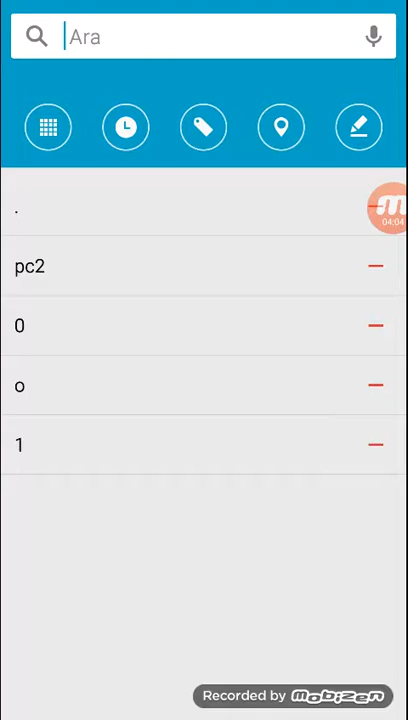 Ara
.
pc2
04:04
0
o
1
Recorded by mobizen